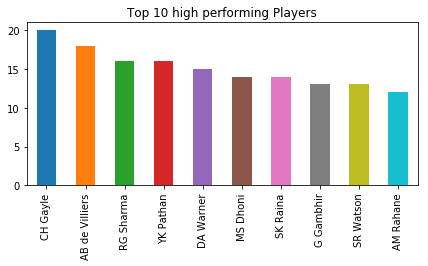 Top 10 high performing Players
20
15
10
5
0
CH Gayle
AB de Villiers
RG Sharma
YK Pathan
DA Warner
MS Dhoni
SK Raina
G Gambhir
SR Watson
AM Rahane